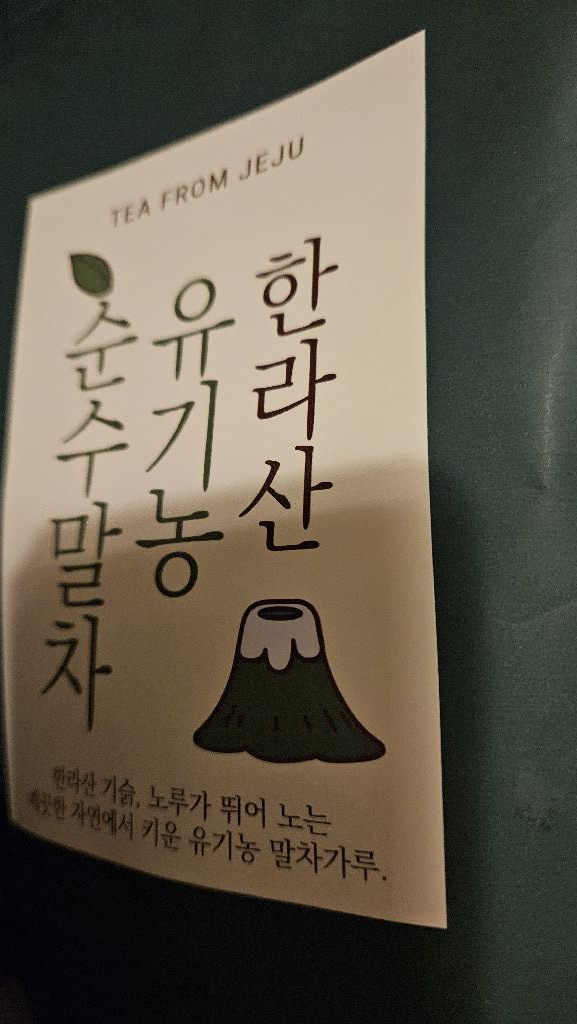 TEA FROM JEJU
한라산
유기농
순수말차
한라산 기슭, 노루가 뛰어 노는
깨끗한 자연에서 키운 유기농 말차가루.